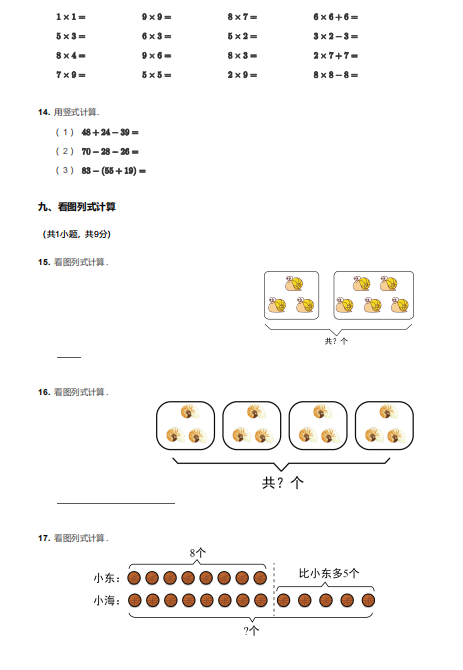 1 × 1 = 9 × 9 = 8 × 7 = 6 × 6 + 6 =
5 × 3 = 6 × 3 = 5 × 2 = 3 × 2 − 3 =
8 × 4 = 9 × 6 = 8 × 3 = 2 × 7 + 7 =
7 × 9 = 5 × 5 = 2 × 9 = 8 × 8 − 8 =
14. 用竖式计算.
（1） 48 + 24 − 39 =
（2） 70 − 28 − 26 =
（3） 83 − (55 + 19) =
九、看图列式计算
（共1小题，共9分）
15. 看图列式计算.
共？个
16. 看图列式计算.
共？个
17. 看图列式计算.
8个
小东：
比小东多5个
小海：
?个